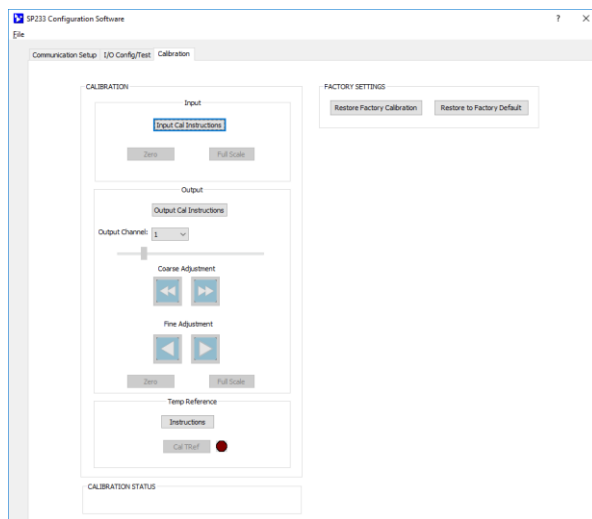 SP233 Configuration Software
? ×
File
Communication Setup I/O Config/Test Calibration
CALIBRATION
Input
Input Cal Instructions
Zero Full Scale
Output
Output Cal Instructions
Output Channel: 1
Coarse Adjustment
Fine Adjustment
Zero Full Scale
Temp Reference
Instructions
Cal TRef
CALIBRATION STATUS
FACTORY SETTINGS
Restore Factory Calibration Restore to Factory Default